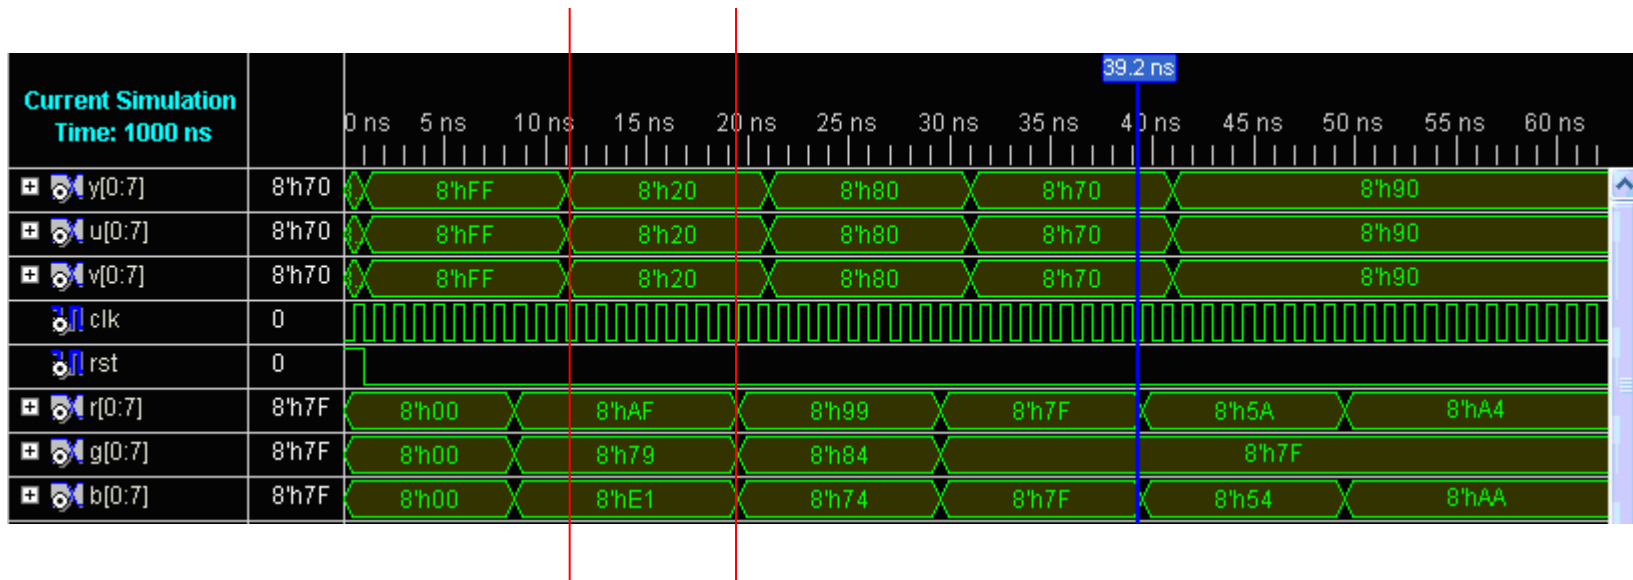 39.2 ns
Current Simulation
Time: 1000 ns
0 ns 5 ns 10 ns 15 ns 20 ns 25 ns 30 ns 35 ns 40 ns 45 ns 50 ns 55 ns 60 ns
y[0:7] 8'h70 8'hFF 8'h20 8'h80 8'h70 8'h90
u[0:7] 8'h70 8'hFF 8'h20 8'h80 8'h70 8'h90
v[0:7] 8'h70 8'hFF 8'h20 8'h80 8'h70 8'h90
clk 0
rst 0
r[0:7] 8'h7F 8'h00 8'hAF 8'h99 8'h7F 8'h5A 8'hA4
g[0:7] 8'h7F 8'h00 8'h79 8'h84 8'h7F
b[0:7] 8'h7F 8'h00 8'hE1 8'h74 8'h7F 8'h54 8'hAA